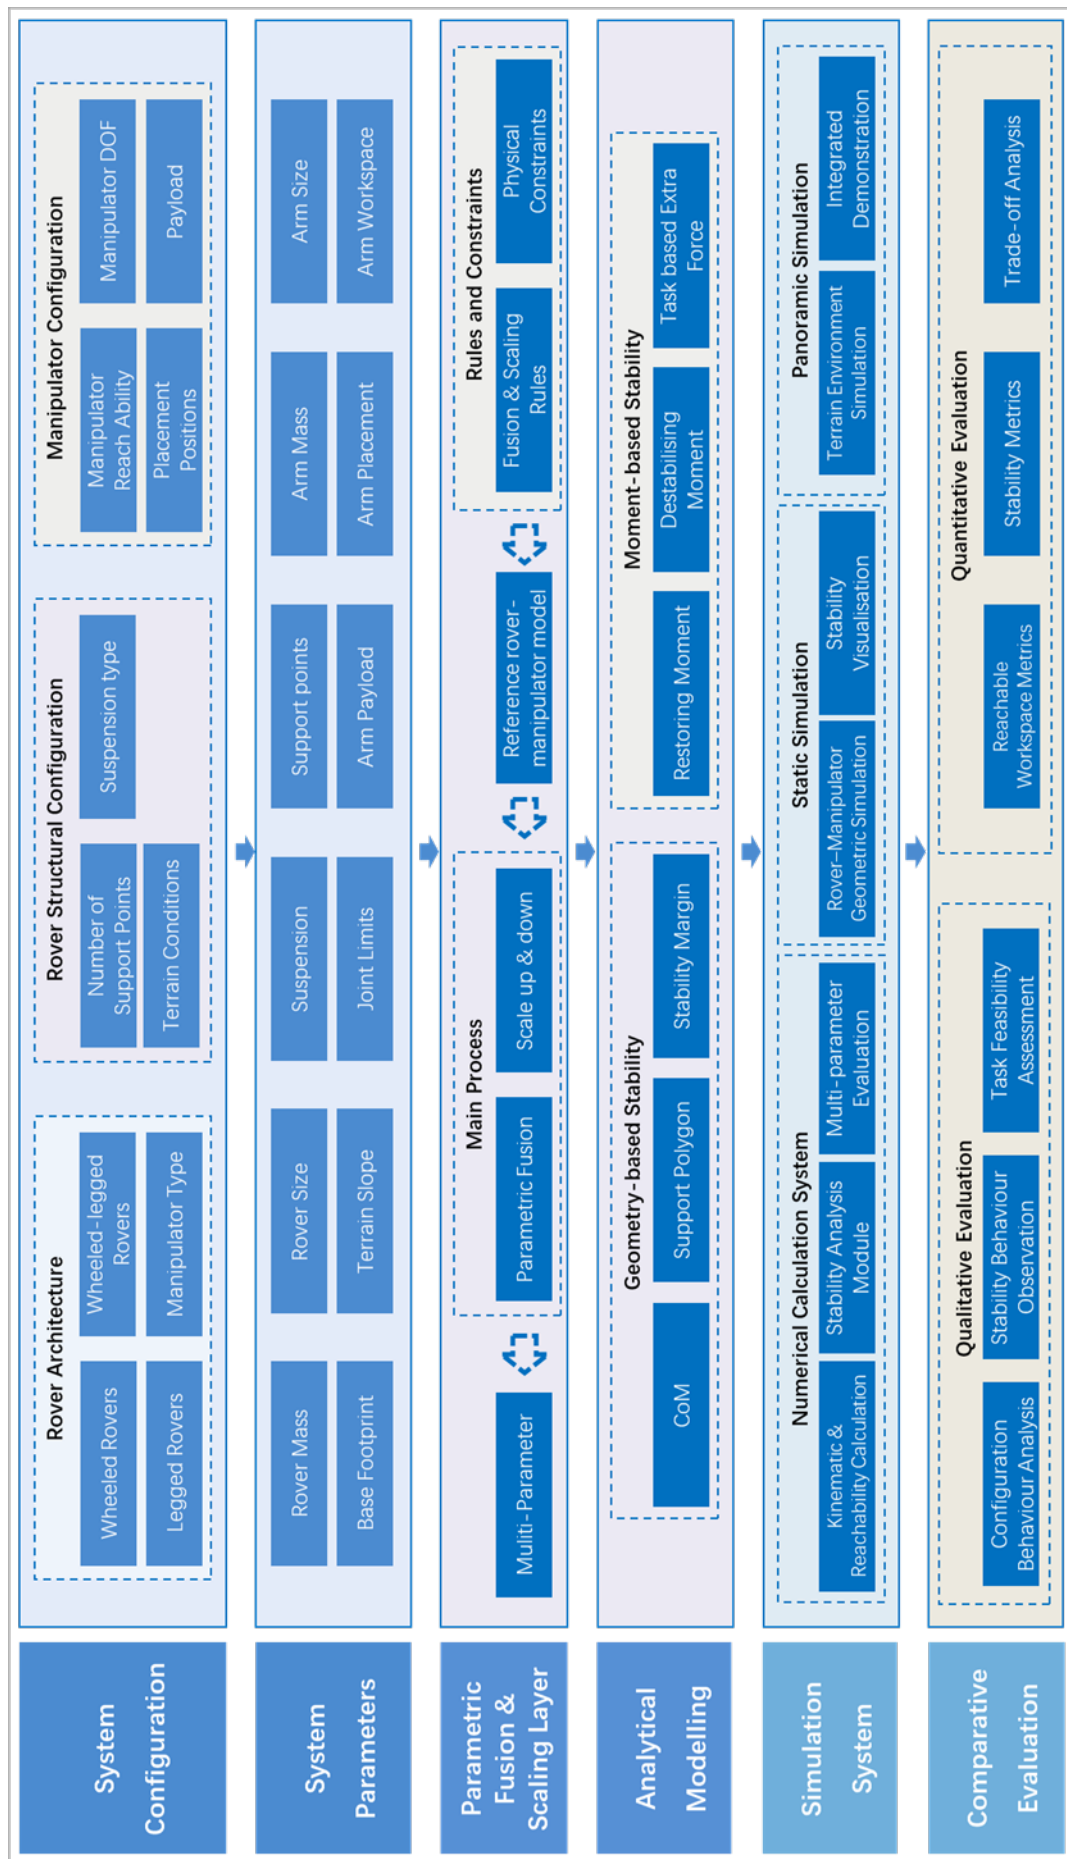 System
Configuration
Rover Architecture
Wheeled Rovers
Wheeled-legged
Rovers
Legged Rovers
Manipulator Type
Rover Structural Configuration
Number of
Support Points
Suspension type
Terrain Conditions
Manipulator Configuration
Manipulator
Reach Ability
Manipulator DOF
Placement
Positions
Payload
System
Parameters
Rover Mass
Rover Size
Suspension
Support points
Arm Mass
Arm Size
Base Footprint
Terrain Slope
Joint Limits
Arm Payload
Arm Placement
Arm Workspace
Parametric
Fusion &
Scaling Layer
Muliti-Parameter
Main Process
Parametric Fusion
Scale up & down
Reference rover-
manipulator model
Rules and Constraints
Fusion & Scaling
Rules
Physical
Constraints
Analytical
Modelling
Geometry-based Stability
CoM
Support Polygon
Stability Margin
Moment-based Stability
Restoring Moment
Destabilising
Moment
Task based Extra
Force
Simulation
System
Numerical Calculation System
Kinematic &
Reachability Calculation
Stability Analysis
Module
Multi-parameter
Evaluation
Static Simulation
Rover–Manipulator
Geometric Simulation
Stability
Visualisation
Panoramic Simulation
Terrain Environment
Simulation
Integrated
Demonstration
Comparative
Evaluation
Qualitative Evaluation
Configuration
Behaviour Analysis
Stability Behaviour
Observation
Task Feasibility
Assessment
Quantitative Evaluation
Reachable
Workspace Metrics
Stability Metrics
Trade-off Analysis